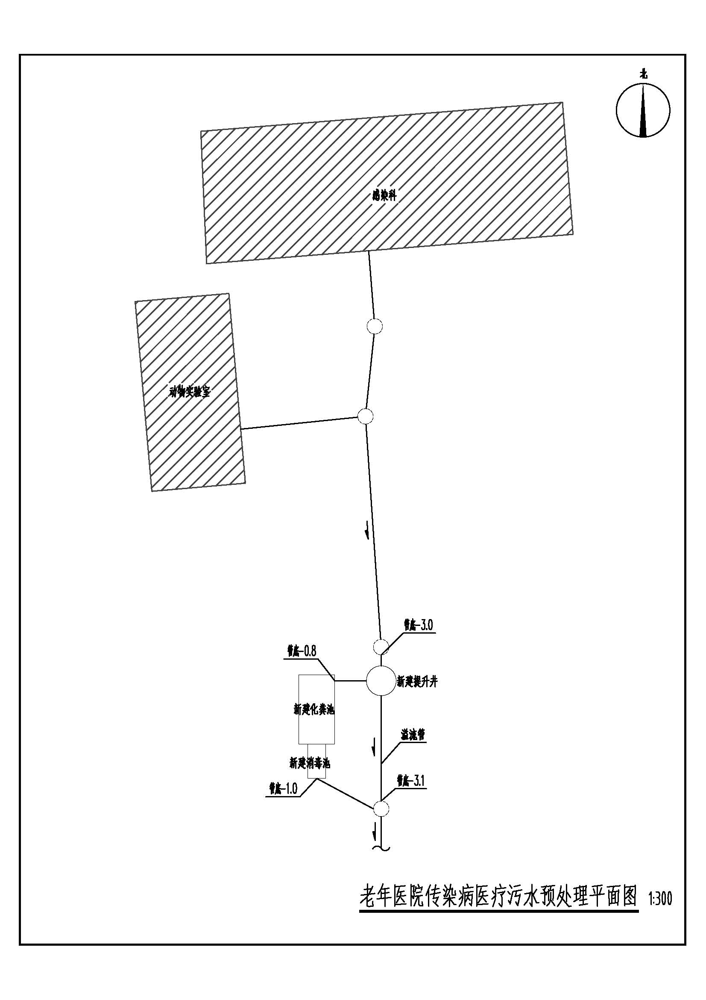 北
感染科
动物实验室
管底-3.0
管底-0.8
新建提升井
新建化粪池
溢流管
新建消毒池
管底-3.1
管底-1.0
老年医院传染病医疗污水预处理平面图 1:300